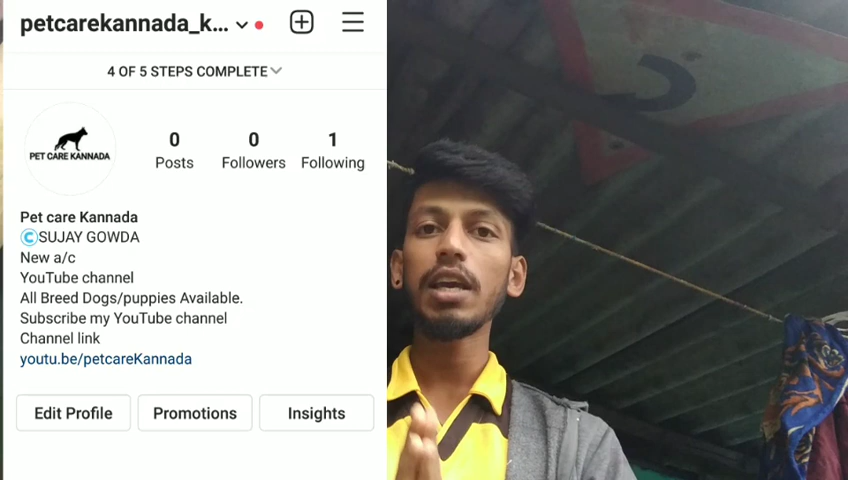 petcarekannada_k...
4 OF 5 STEPS COMPLETE
PET CARE KANNADA
0
Posts
0
Followers
1
Following
Pet care Kannada
©SUJAY GOWDA
New a/c
YouTube channel
All Breed Dogs/puppies Available.
Subscribe my YouTube channel
Channel link
youtu.be/petcareKannada
Edit Profile
Promotions
Insights